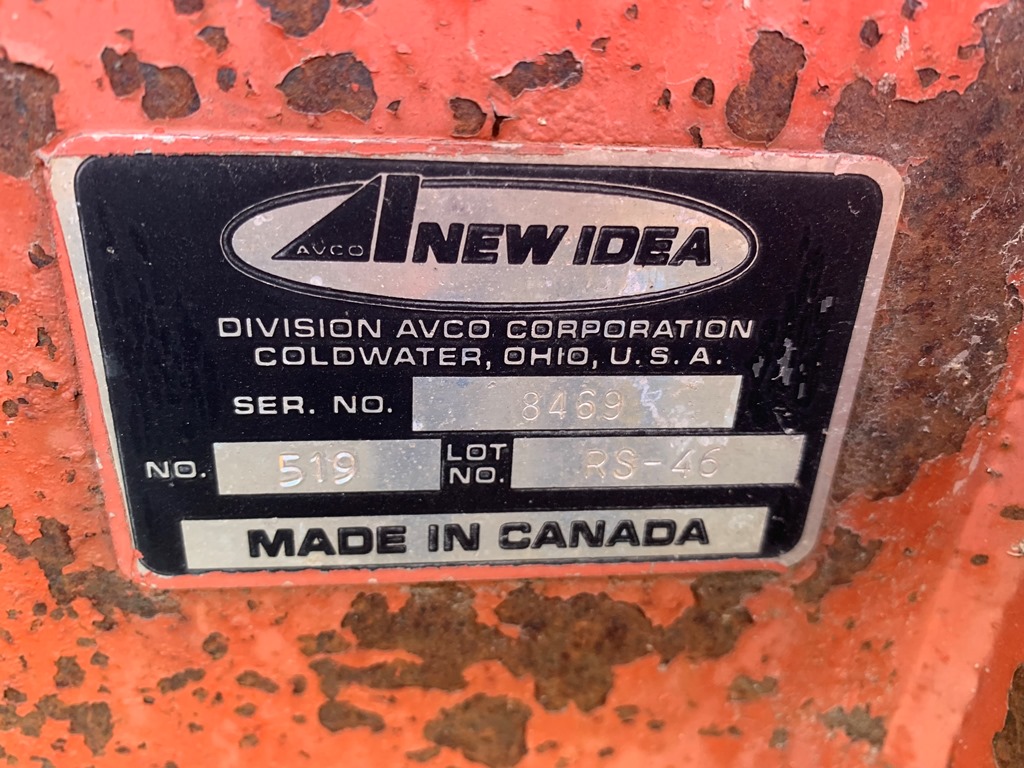 AVCO NEW IDEA
DIVISION AVCO CORPORATION
COLDWATER, OHIO, U.S.A.
SER. NO. 8469
NO. 519 LOT NO. RS-46
MADE IN CANADA